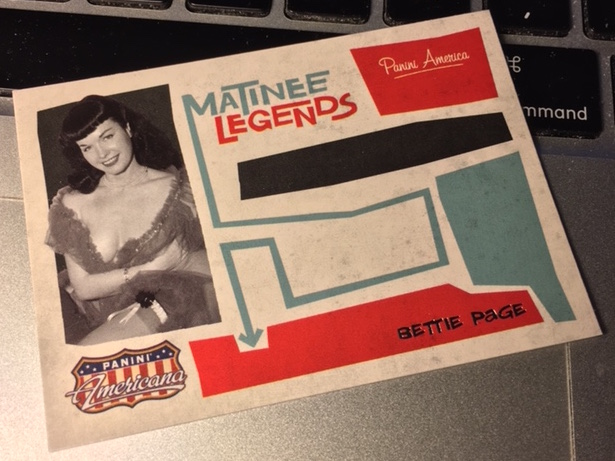 MATINEE
LEGENDS
Panini America
⌘
mmand
BETTIE PAGE
PANINI
Americana